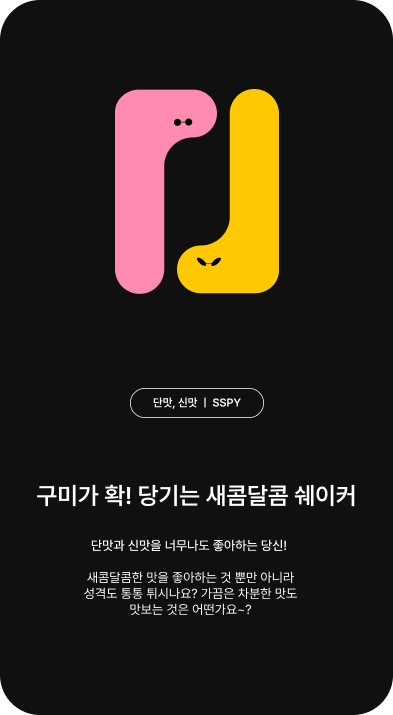 단맛, 신맛 | SSPY
구미가 확! 당기는 새콤달콤 쉐이커
단맛과 신맛을 너무나도 좋아하는 당신!
새콤달콤한 맛을 좋아하는 것 뿐만 아니라
성격도 통통 튀시나요? 가끔은 차분한 맛도
맛보는 것은 어떤가요~?